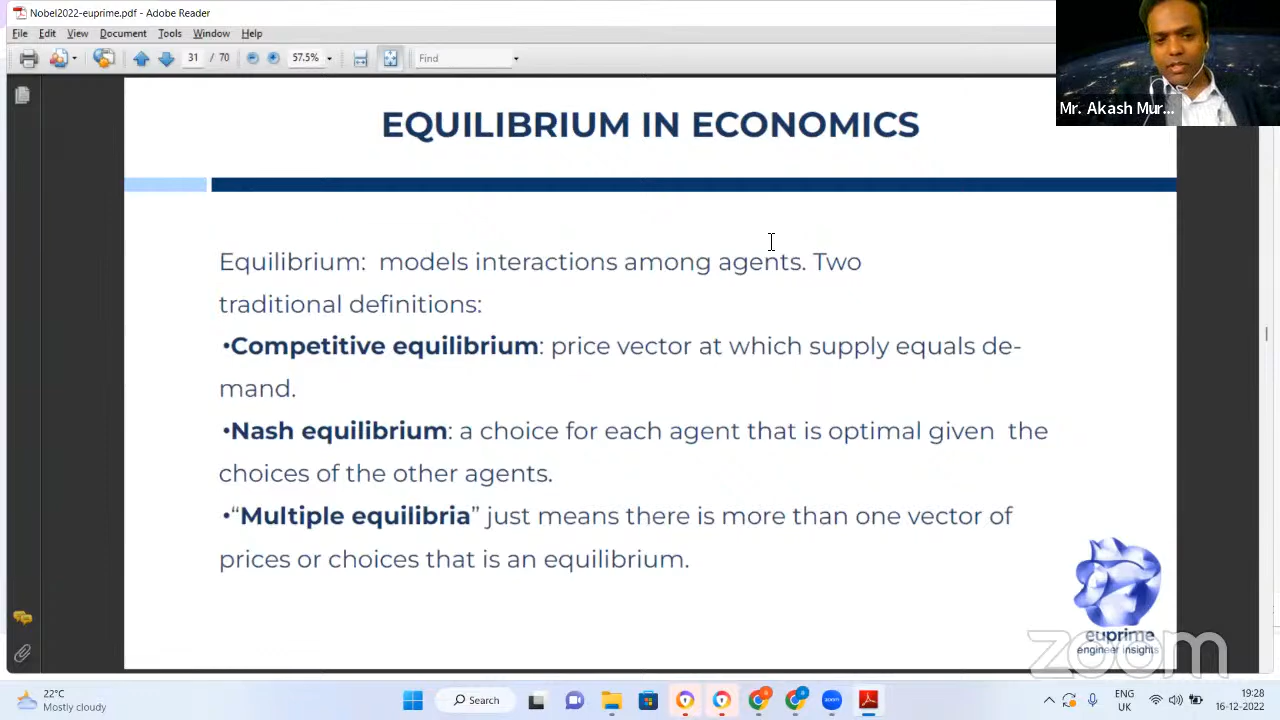 Nobel2022-euprime.pdf - Adobe Reader
File Edit View Document Tools Window Help
31 / 70 57.5% Find
Mr. Akash Mur...
EQUILIBRIUM IN ECONOMICS
Equilibrium: models interactions among agents. Two
traditional definitions:
•Competitive equilibrium: price vector at which supply equals de-
mand.
•Nash equilibrium: a choice for each agent that is optimal given the
choices of the other agents.
•“Multiple equilibria” just means there is more than one vector of
prices or choices that is an equilibrium.
euprime
engineer insights
zoom
22°C
Mostly cloudy
Search
zoom
ENG
UK
19:28
16-12-2022